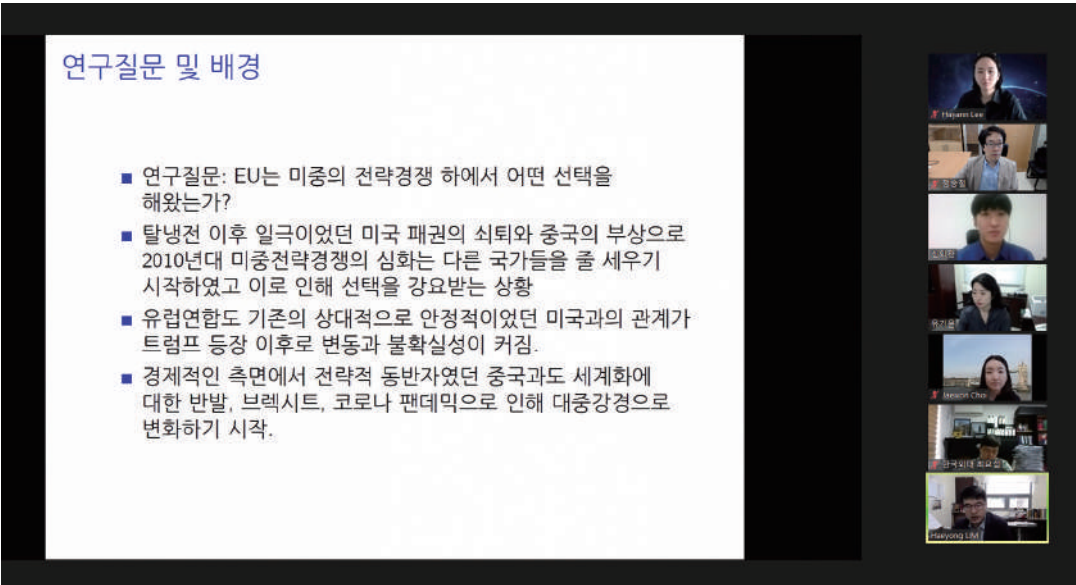 연구질문 및 배경
■ 연구질문: EU는 미중의 전략경쟁 하에서 어떤 선택을
해왔는가?
■ 탈냉전 이후 일극이었던 미국 패권의 쇠퇴와 중국의 부상으로
2010년대 미중전략경쟁의 심화는 다른 국가들을 줄 세우기
시작하였고 이로 인해 선택을 강요받는 상황
■ 유럽연합도 기존의 상대적으로 안정적이었던 미국과의 관계가
트럼프 등장 이후로 변동과 불확실성이 커짐.
■ 경제적인 측면에서 전략적 동반자였던 중국과도 세계화에
대한 반발, 브렉시트, 코로나 팬데믹으로 인해 대중강경으로
변화하기 시작.
Lee
Choi
한국외대
Haeyong LIM